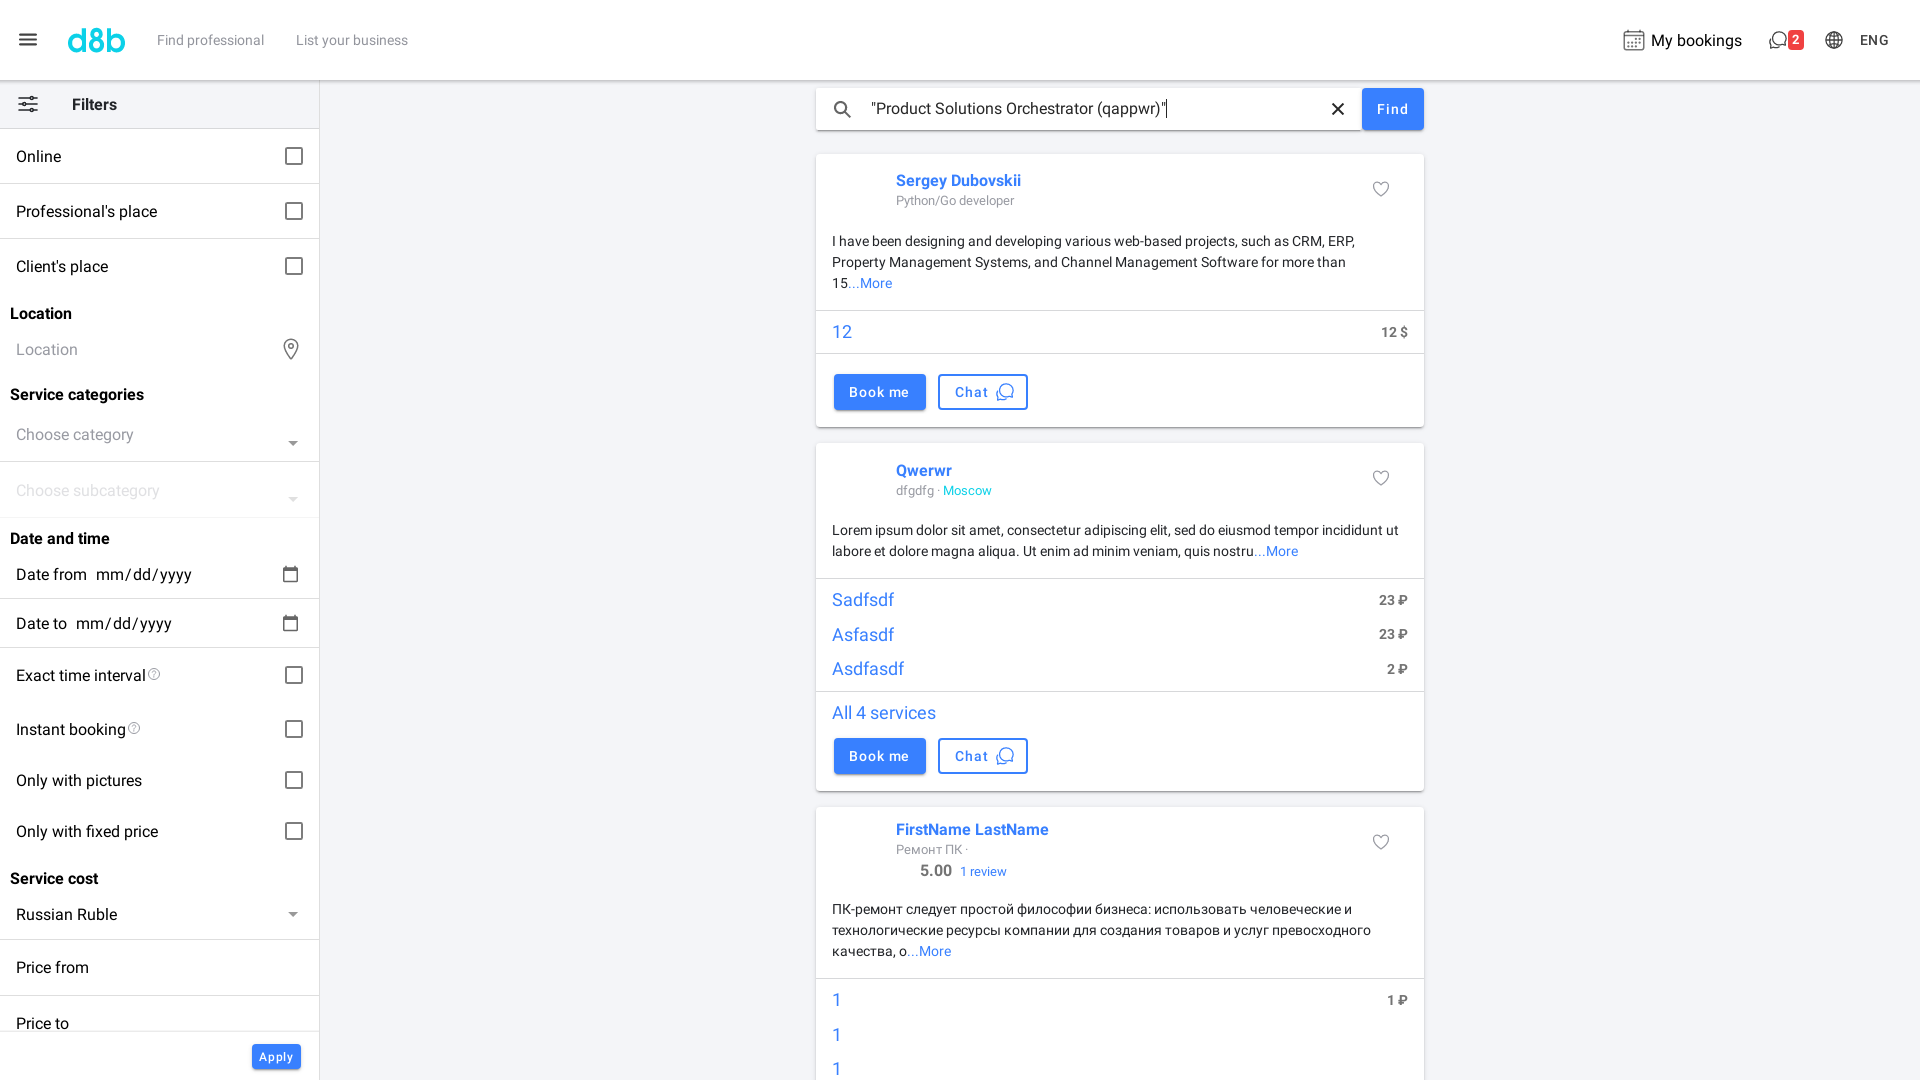 d8b
Find professional
List your business
My bookings
2
ENG
Filters
Online
Professional's place
Client's place
Location
Location
Service categories
Choose category
Choose subcategory
Date and time
Date from mm/dd/yyyy
Date to mm/dd/yyyy
Exact time interval
Instant booking
Only with pictures
Only with fixed price
Service cost
Russian Ruble
Price from
Price to
Apply
"Product Solutions Orchestrator (qappwr)"
Find
Sergey Dubovskii
Python/Go developer
I have been designing and developing various web-based projects, such as CRM, ERP,
Property Management Systems, and Channel Management Software for more than
15...More
12 12 $
Book me Chat
Qwerwr
dfgdfg · Moscow
Lorem ipsum dolor sit amet, consectetur adipiscing elit, sed do eiusmod tempor incididunt ut
labore et dolore magna aliqua. Ut enim ad minim veniam, quis nostru...More
Sadfsdf 23 ₽
Asfasdf 23 ₽
Asdfasdf 2 ₽
All 4 services
Book me Chat
FirstName LastName
Ремонт ПК ·
5.00 1 review
ПК-ремонт следует простой философии бизнеса: использовать человеческие и
технологические ресурсы компании для создания товаров и услуг превосходного
качества, о...More
1 1 ₽
1
1